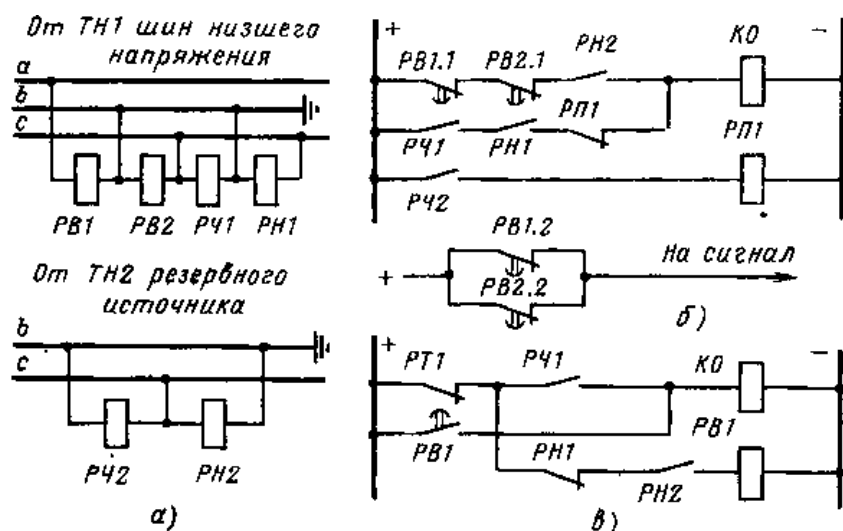 От ТН1 шин низшего
напряжения
a
b
c
РВ1 РВ2 РЧ1 РН1
От ТН2 резервного
источника
b
c
РЧ2 РН2
а)
+ –
РВ1.1 РВ2.1 РН2 КО
РЧ1 РН1 РП1 РП1
РЧ2
РВ1.2
+ На сигнал
РВ2.2
б)
+ –
РТ1 РЧ1 КО
РВ1 РВ1
РН1 РН2
в)